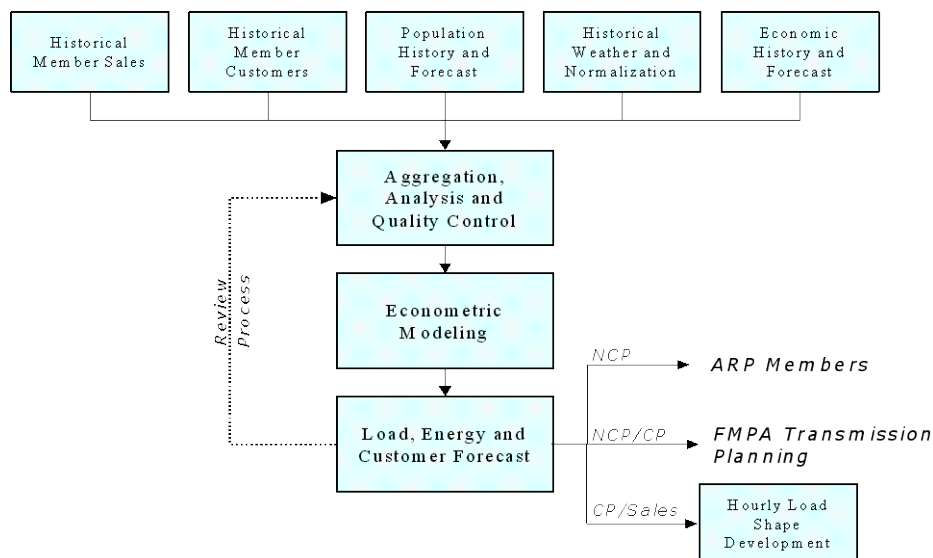 Historical
Member Sales
Historical
Member
Customers
Population
History and
Forecast
Historical
Weather and
Normalization
Economic
History and
Forecast
Aggregation,
Analysis and
Quality Control
Review
Process
Econometric
Modeling
Load, Energy and
Customer Forecast
NCP
ARP Members
NCP/CP
FMPA Transmission
Planning
CP/Sales
Hourly Load
Shape
Development